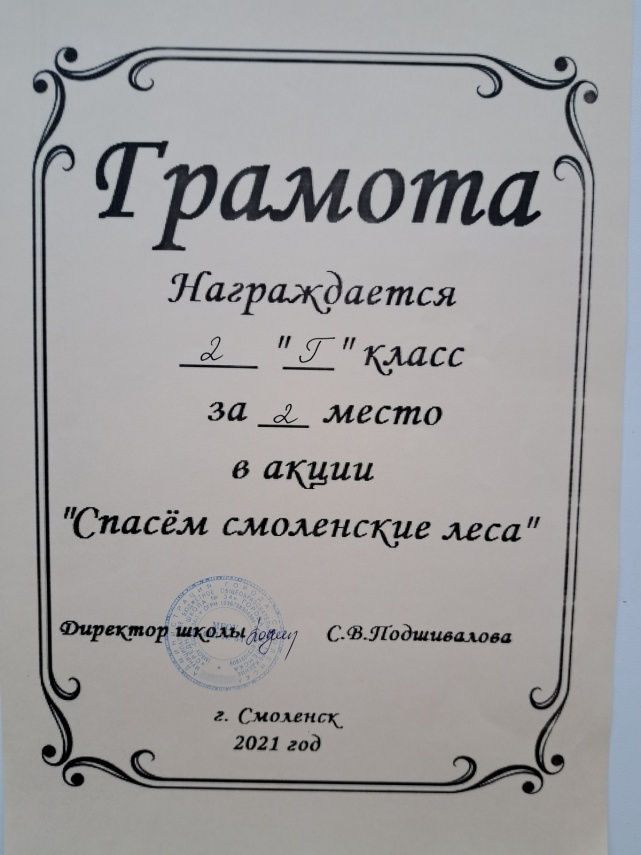 Грамота
Награждается
2 "Г" класс
за 2 место
в акции
"Спасём смоленские леса"
Директор школы С.В.Подшивалова
г. Смоленск
2021 год